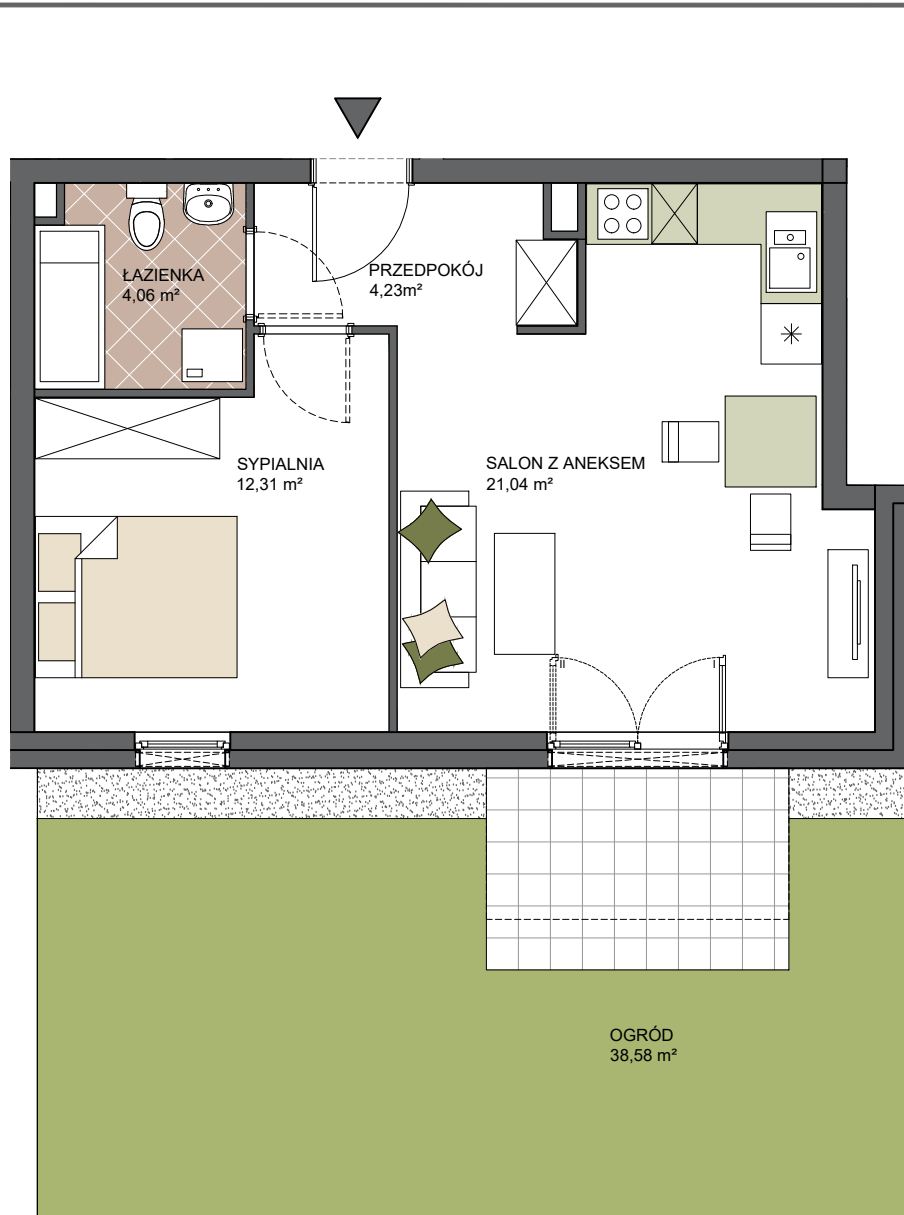 ŁAZIENKA
4,06 m²
PRZEDPOKÓJ
4,23m²
SYPIALNIA
12,31 m²
SALON Z ANEKSEM
21,04 m²
II
I
OGRÓD
38,58 m²